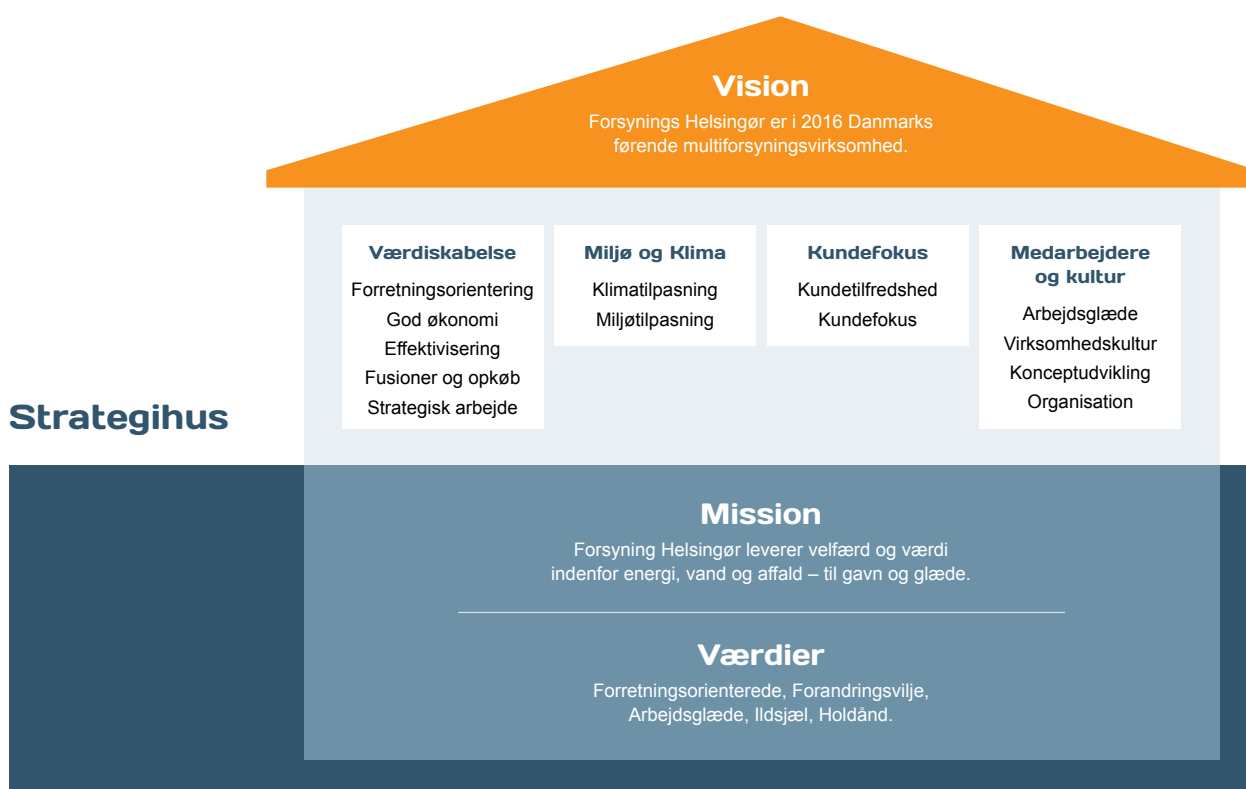 Vision
Forsynings Helsingør er i 2016 Danmarks
førende multiforsyningsvirksomhed.
Værdiskabelse
Forretningsorientering
God økonomi
Effektivisering
Fusioner og opkøb
Strategisk arbejde
Miljø og Klima
Klimatilpasning
Miljøtilpasning
Kundefokus
Kundetilfredshed
Kundefokus
Medarbejdere
og kultur
Arbejdsglæde
Virksomhedskultur
Konceptudvikling
Organisation
Strategihus
Mission
Forsyning Helsingør leverer velfærd og værdi
indenfor energi, vand og affald – til gavn og glæde.
Værdier
Forretningsorienterede, Forandringsvilje,
Arbejdsglæde, Ildsjæl, Holdånd.